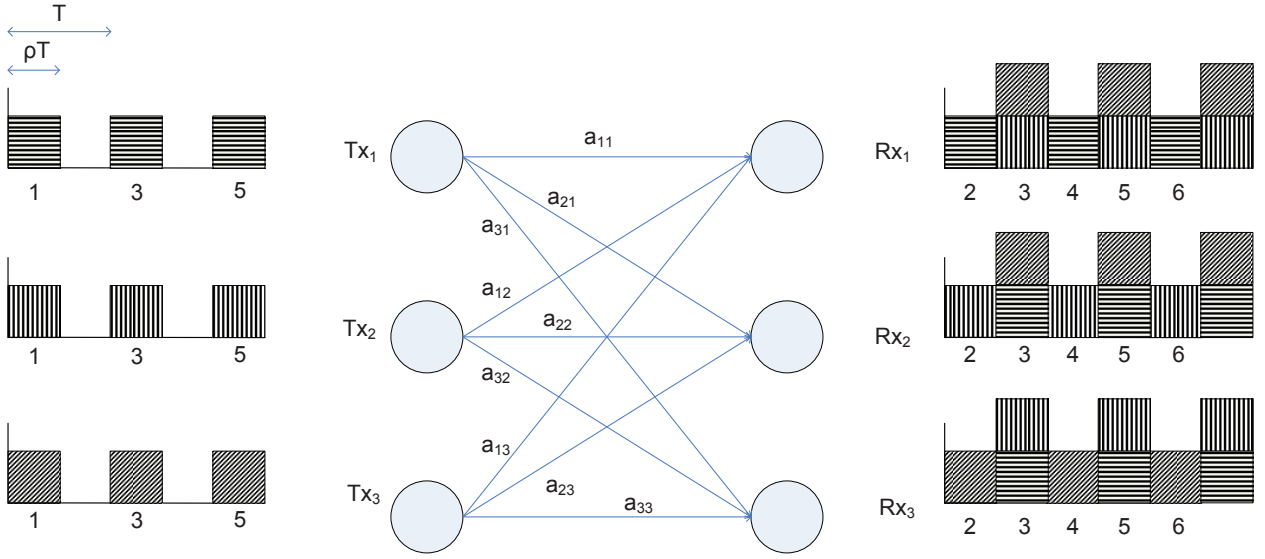 T
ρT
1 3 5
1 3 5
1 3 5
Tx₁
Tx₂
Tx₃
a₁₁
a₂₁
a₃₁
a₁₂
a₂₂
a₃₂
a₁₃
a₂₃
a₃₃
Rx₁
2 3 4 5 6
Rx₂
2 3 4 5 6
Rx₃
2 3 4 5 6